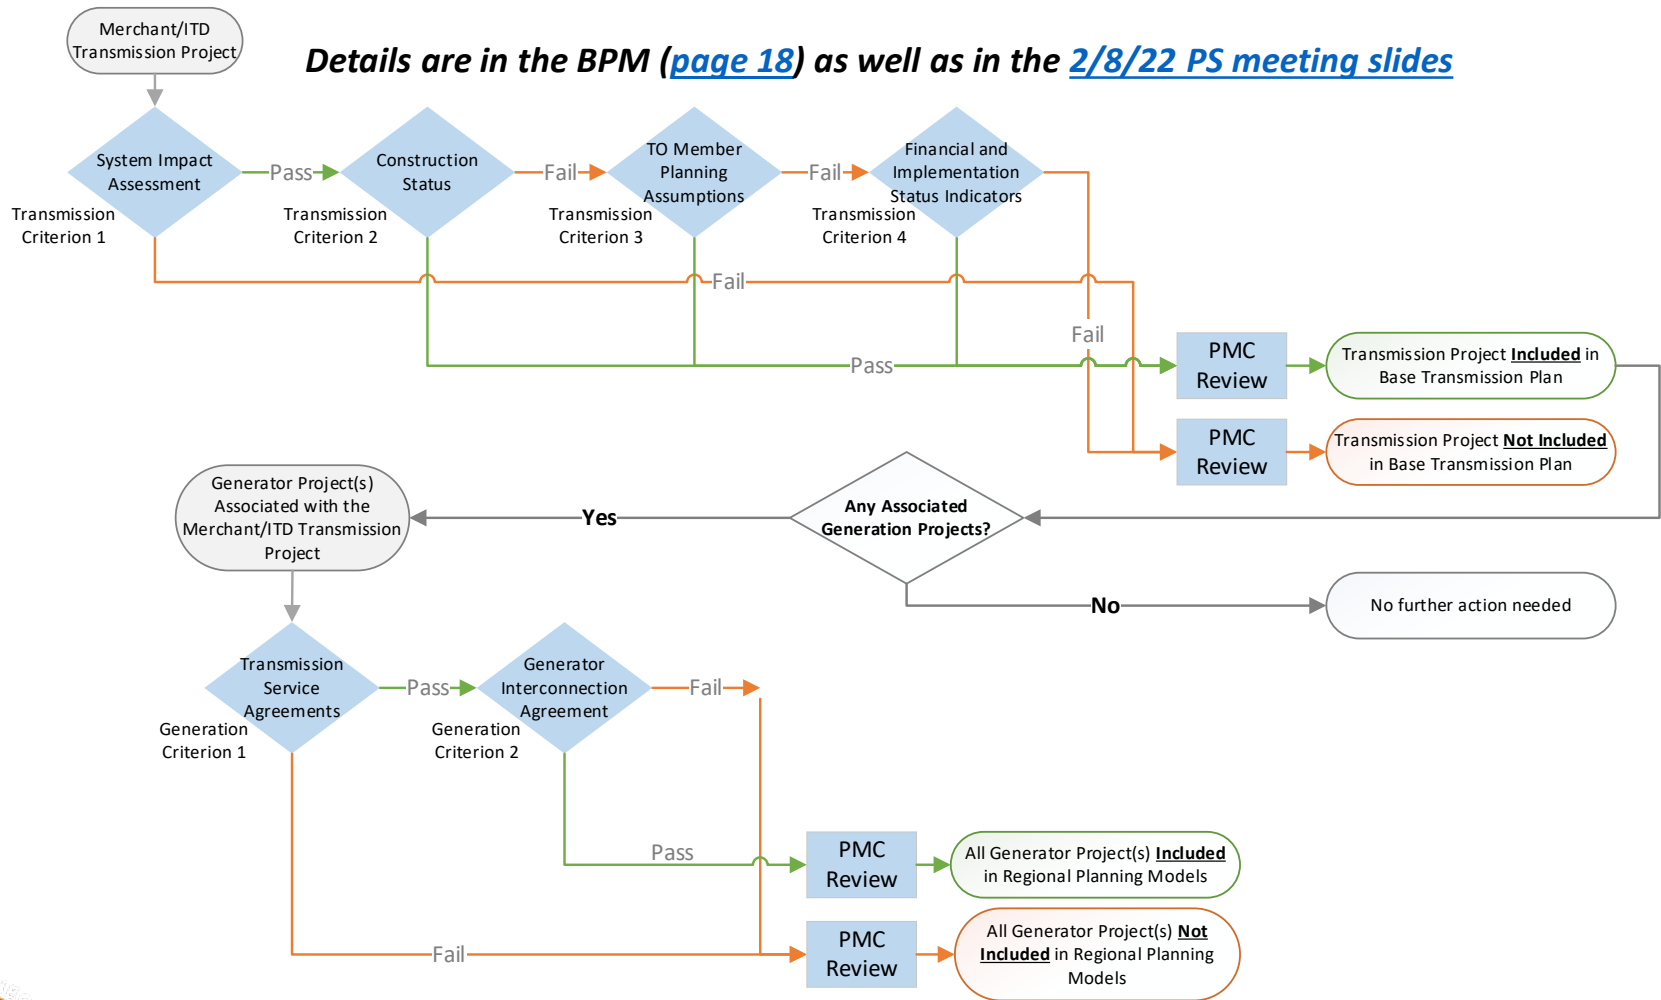 Merchant/ITD
Transmission Project
Details are in the BPM (page 18) as well as in the 2/8/22 PS meeting slides
System Impact
Assessment
Pass
Construction
Status
Fail
TO Member
Planning
Assumptions
Fail
Financial and
Implementation
Status Indicators
Transmission
Criterion 1
Transmission
Criterion 2
Transmission
Criterion 3
Transmission
Criterion 4
Fail
Fail
Pass
PMC
Review
Transmission Project Included in
Base Transmission Plan
PMC
Review
Transmission Project Not Included
in Base Transmission Plan
Generator Project(s)
Associated with the
Merchant/ITD Transmission
Project
Yes
Any Associated
Generation Projects?
No
No further action needed
Transmission
Service
Agreements
Pass
Generator
Interconnection
Agreement
Fail
Generation
Criterion 1
Generation
Criterion 2
Pass
PMC
Review
All Generator Project(s) Included
in Regional Planning Models
Fail
PMC
Review
All Generator Project(s) Not
Included in Regional Planning
Models